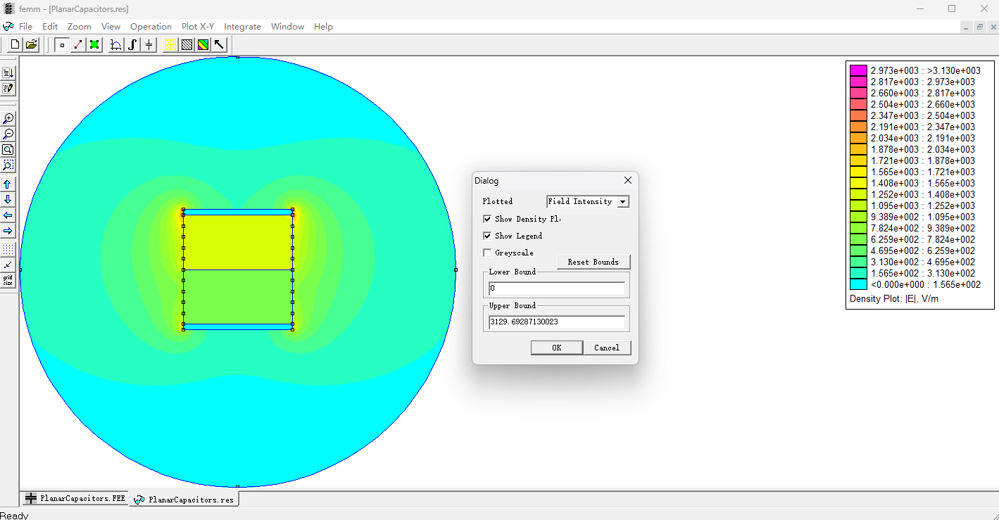 femm - [PlanarCapacitors.res]
File Edit Zoom View Operation Plot X-Y Integrate Window Help
grid
size
Dialog
Plotted Field Intensity
Show Density Pl
Show Legend
Greyscale
Reset Bounds
Lower Bound
0
Upper Bound
3129.69287130023
OK Cancel
2.973e+003 : >3.130e+003
2.817e+003 : 2.973e+003
2.660e+003 : 2.817e+003
2.504e+003 : 2.660e+003
2.347e+003 : 2.504e+003
2.191e+003 : 2.347e+003
2.034e+003 : 2.191e+003
1.878e+003 : 2.034e+003
1.721e+003 : 1.878e+003
1.565e+003 : 1.721e+003
1.408e+003 : 1.565e+003
1.252e+003 : 1.408e+003
1.095e+003 : 1.252e+003
9.389e+002 : 1.095e+003
7.824e+002 : 9.389e+002
6.259e+002 : 7.824e+002
4.695e+002 : 6.259e+002
3.130e+002 : 4.695e+002
1.565e+002 : 3.130e+002
<0.000e+000 : 1.565e+002
Density Plot: |E|, V/m
PlanarCapacitors.FEE PlanarCapacitors.res
Ready